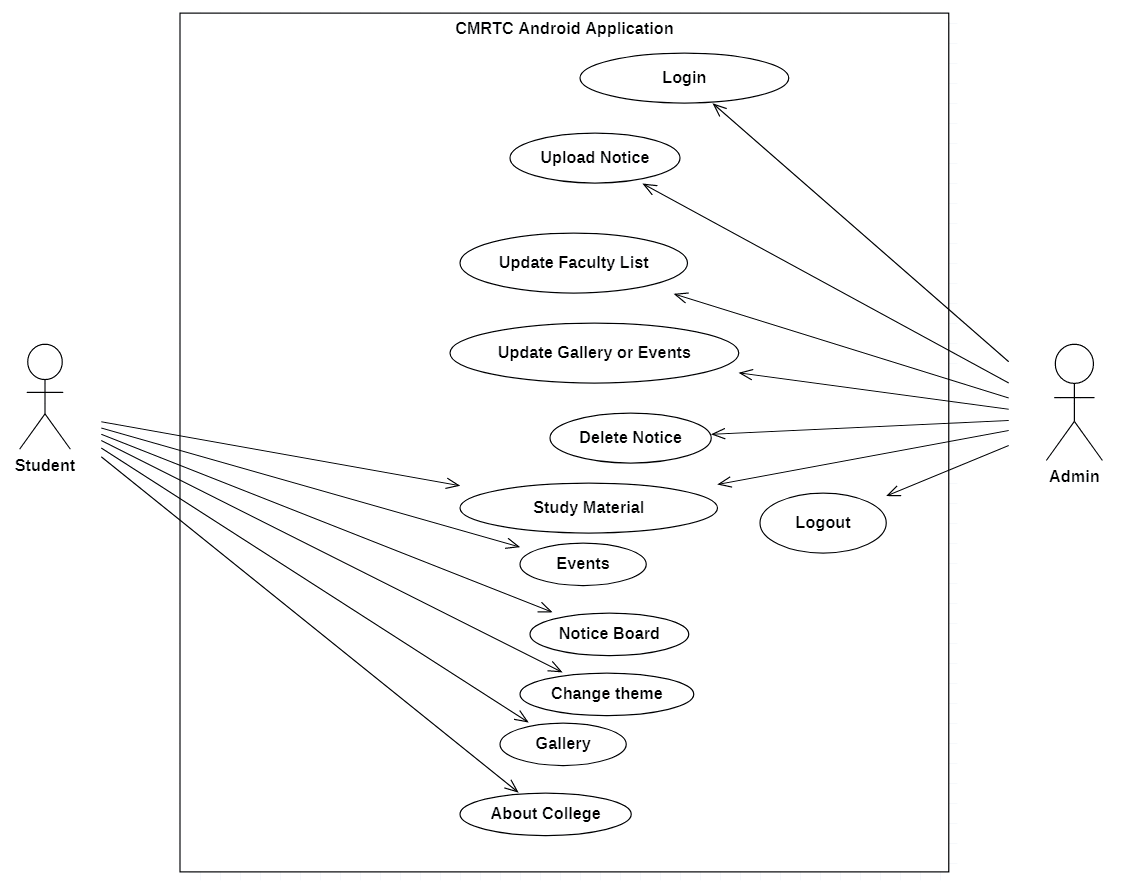 CMRTC Android Application
Login
Upload Notice
Update Faculty List
Update Gallery or Events
Delete Notice
Study Material
Logout
Events
Notice Board
Change theme
Gallery
About College
Student
Admin